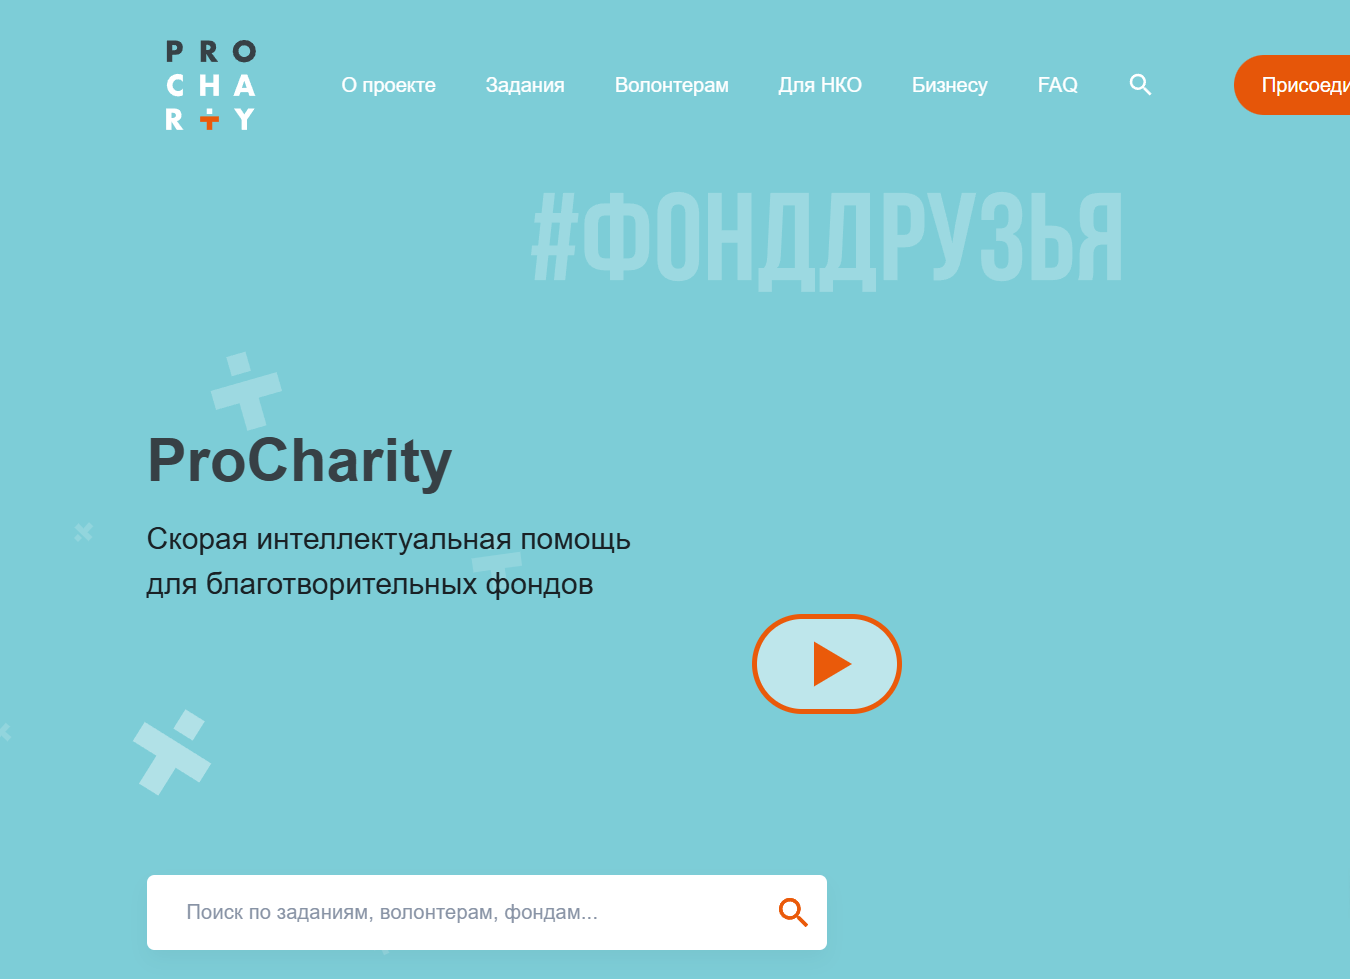 PRO
CHA
RITY
О проекте
Задания
Волонтерам
Для НКО
Бизнесу
FAQ
Присоеди
#ФОНДДРУЗЬЯ
ProCharity
Скорая интеллектуальная помощь
для благотворительных фондов
Поиск по заданиям, волонтерам, фондам...